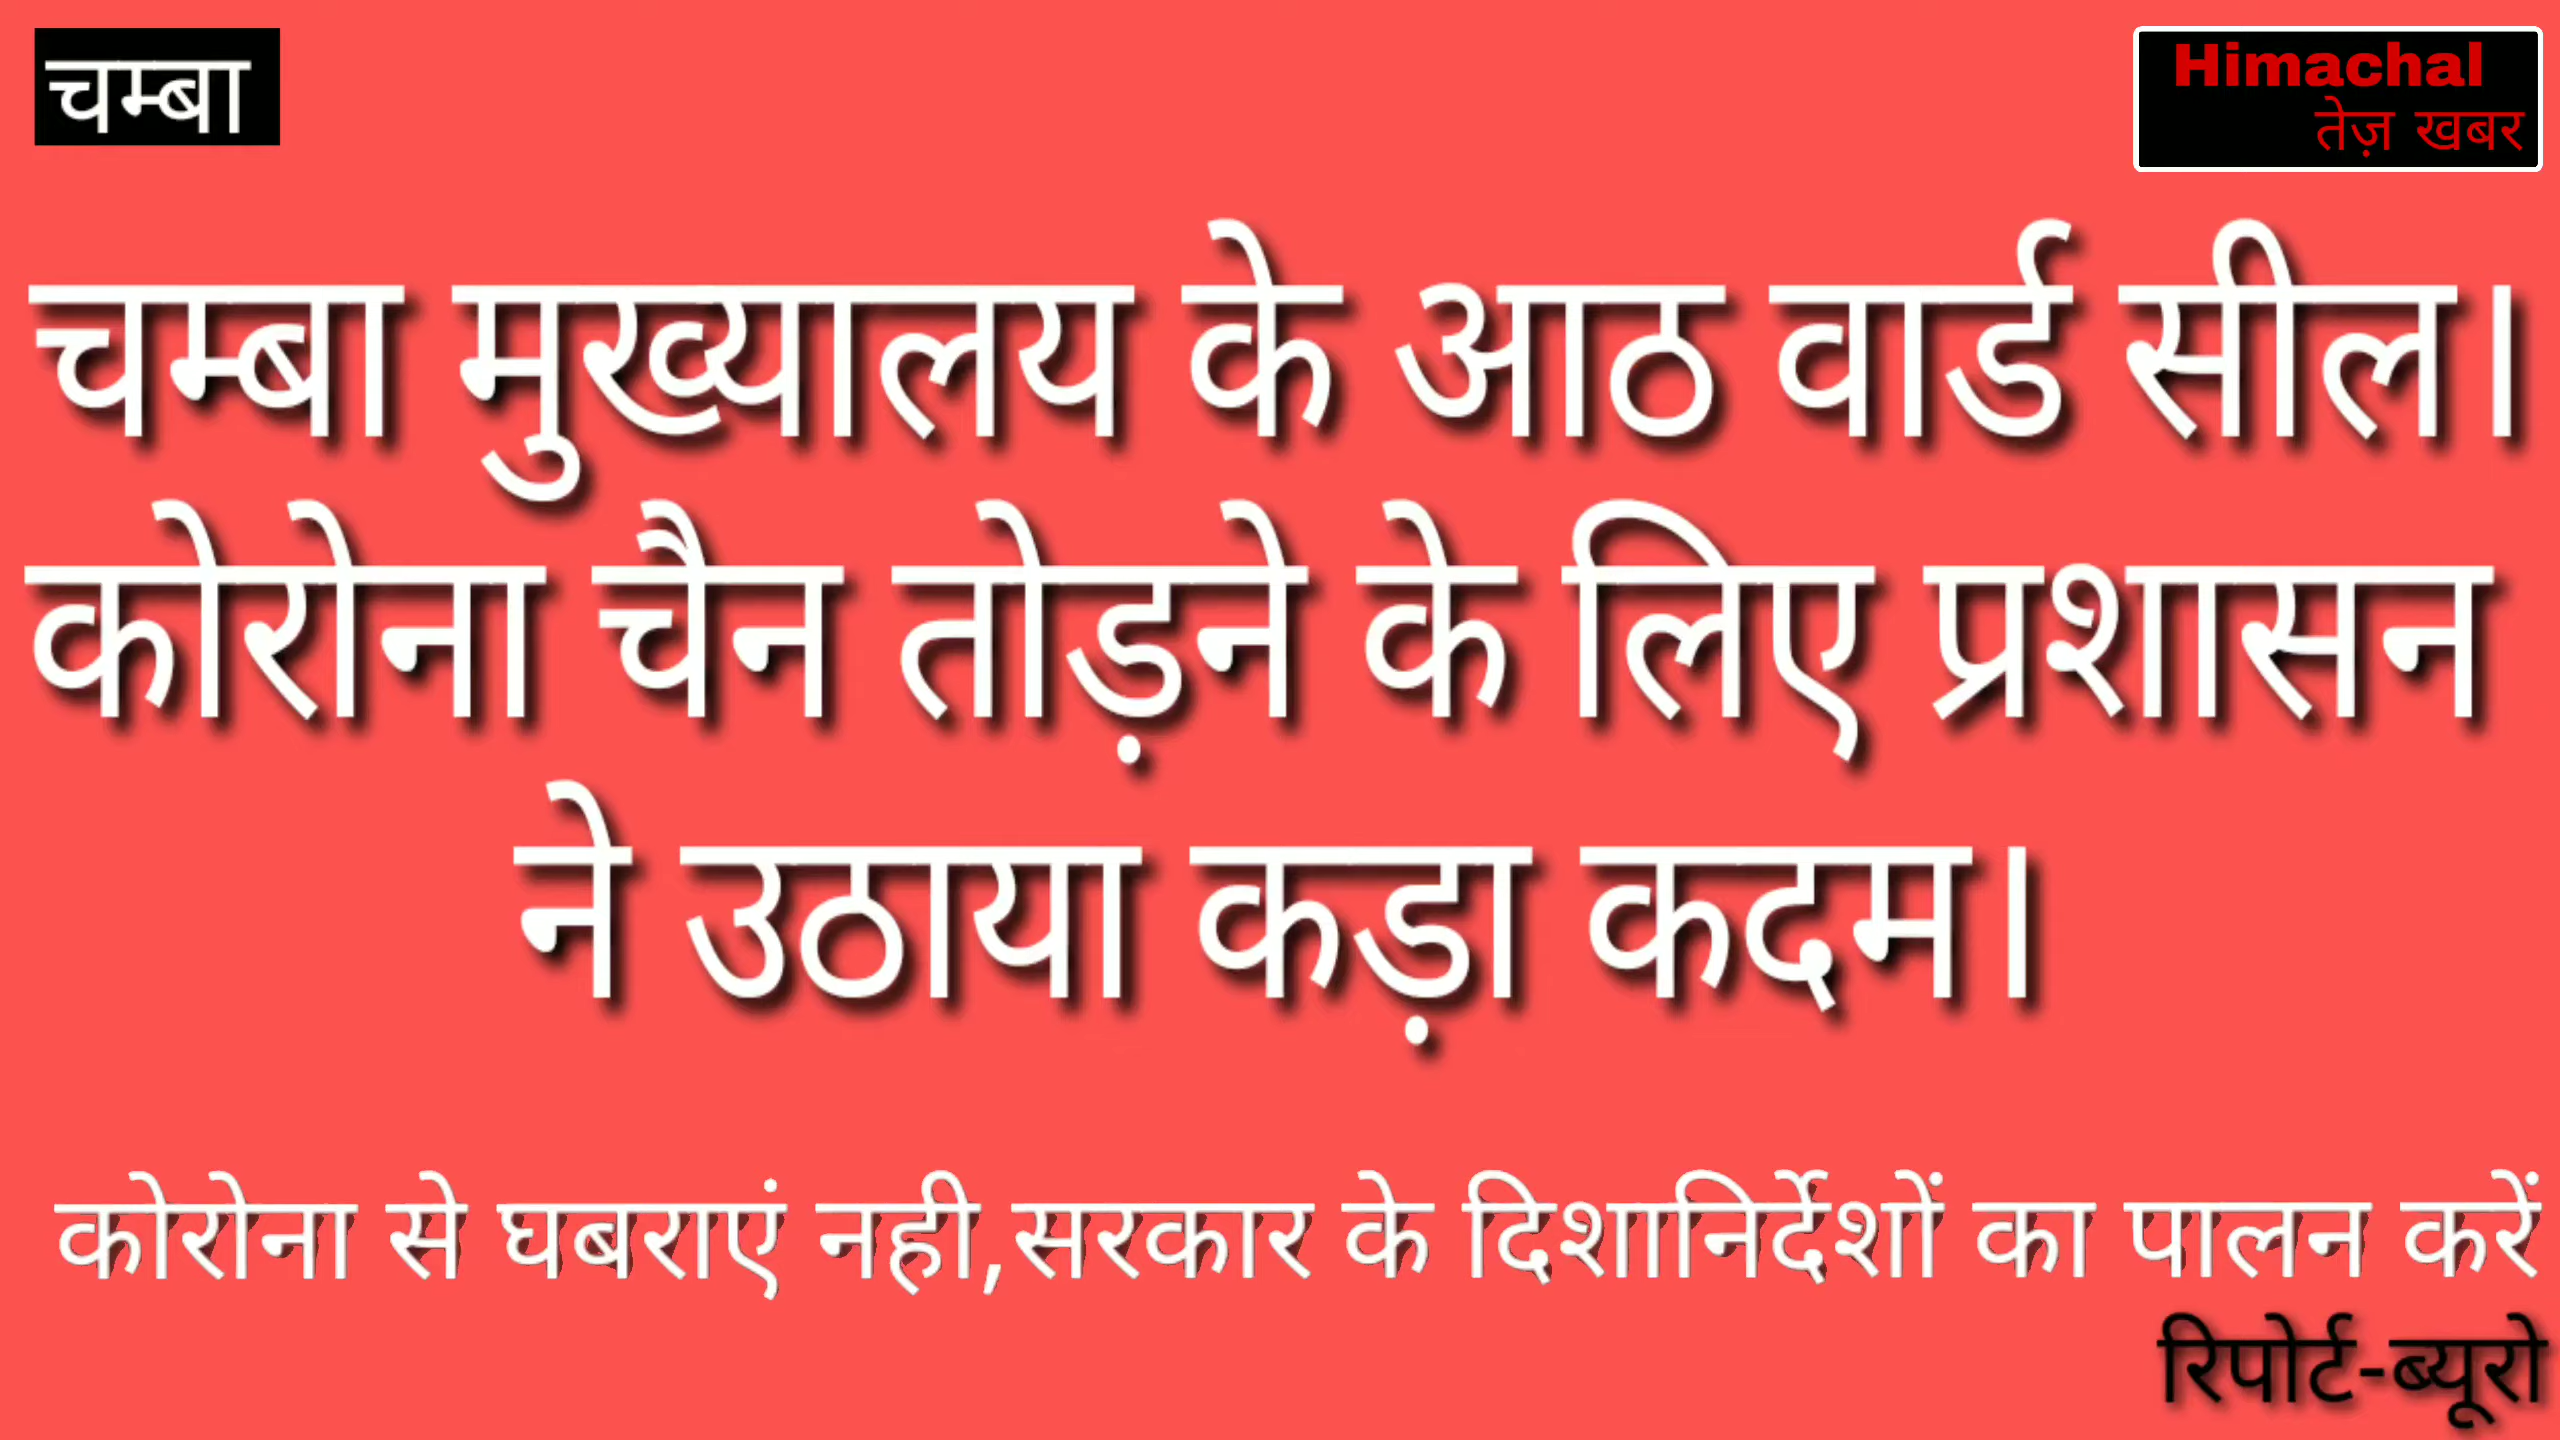 चम्बा
Himachal
तेज़ खबर
चम्बा मुख्यालय के आठ वार्ड सील।
कोरोना चैन तोड़ने के लिए प्रशासन
ने उठाया कड़ा कदम।
कोरोना से घबराएं नही,सरकार के दिशानिर्देशों का पालन करें
रिपोर्ट-ब्यूरो